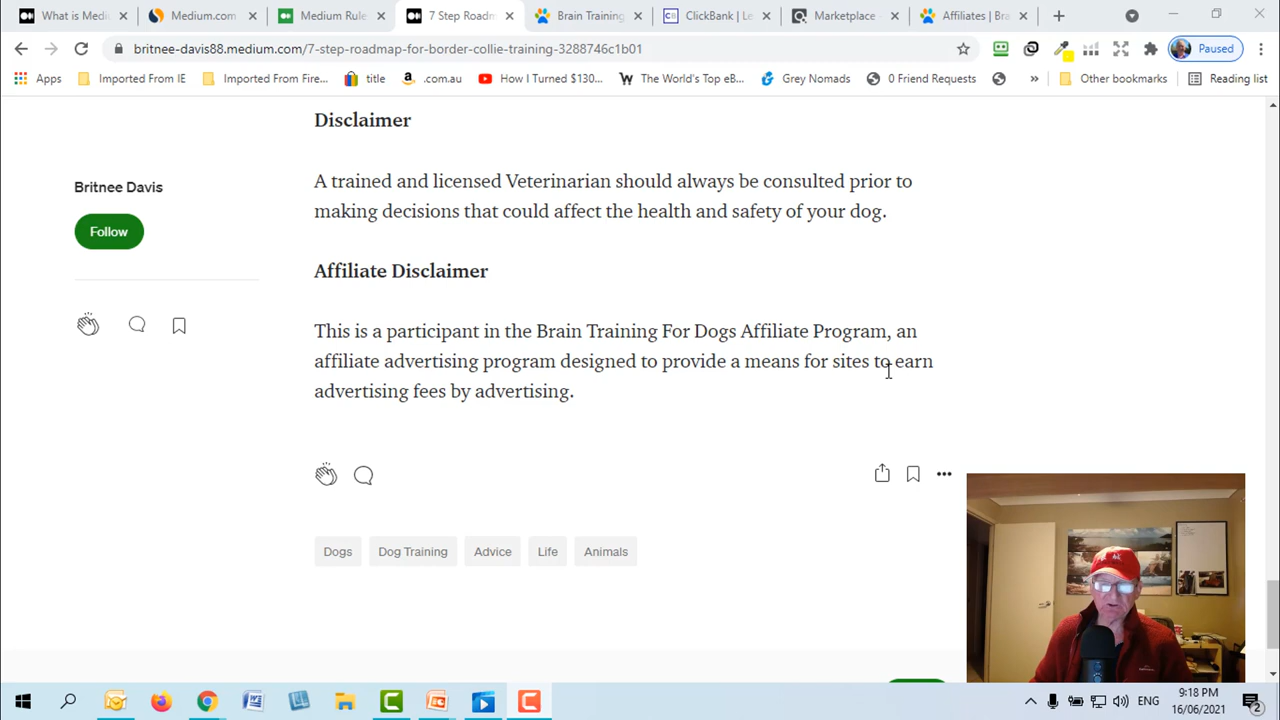 What is Medi
Medium.com
Medium Rule
7 Step Roadm
Brain Training
ClickBank | Le
Marketplace
Affiliates | Bra
britnee-davis88.medium.com/7-step-roadmap-for-border-collie-training-3288746c1b01
Paused
Apps
Imported From IE
Imported From Fire...
title
.com.au
How I Turned $130...
The World's Top eB...
Grey Nomads
0 Friend Requests
»
Other bookmarks
Reading list
Britnee Davis
Follow
Disclaimer
A trained and licensed Veterinarian should always be consulted prior to
making decisions that could affect the health and safety of your dog.
Affiliate Disclaimer
This is a participant in the Brain Training For Dogs Affiliate Program, an
affiliate advertising program designed to provide a means for sites to earn
advertising fees by advertising.
Dogs
Dog Training
Advice
Life
Animals
ENG
9:18 PM
16/06/2021
2